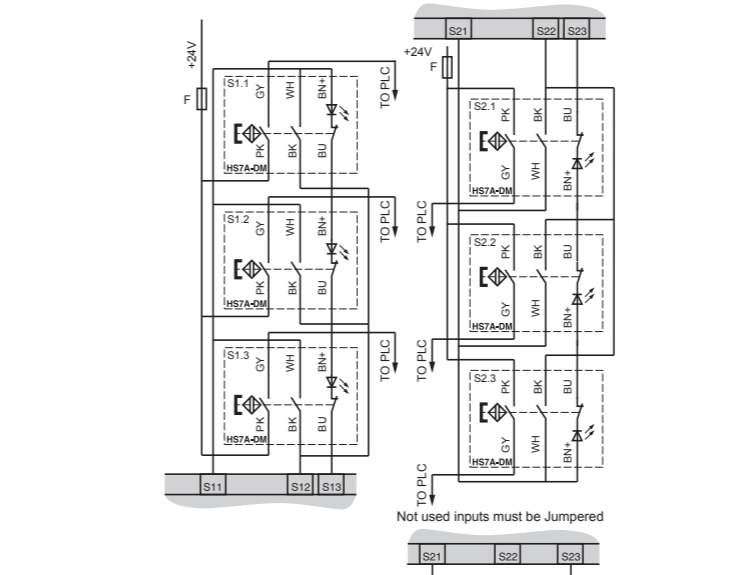 +24V
F
S1.1
GY
WH
BN+
PK
BK
BU
HS7A-DM
TO PLC
S1.2
GY
WH
BN+
PK
BK
BU
HS7A-DM
TO PLC
S1.3
GY
WH
BN+
PK
BK
BU
HS7A-DM
TO PLC
S11 S12 S13
S21 S22 S23
+24V
F
S2.1
PK
BK
BU
GY
WH
BN+
HS7A-DM
TO PLC
S2.2
PK
BK
BU
GY
WH
BN+
HS7A-DM
TO PLC
S2.3
PK
BK
BU
GY
WH
BN+
HS7A-DM
TO PLC
Not used inputs must be Jumpered
S21 S22 S23